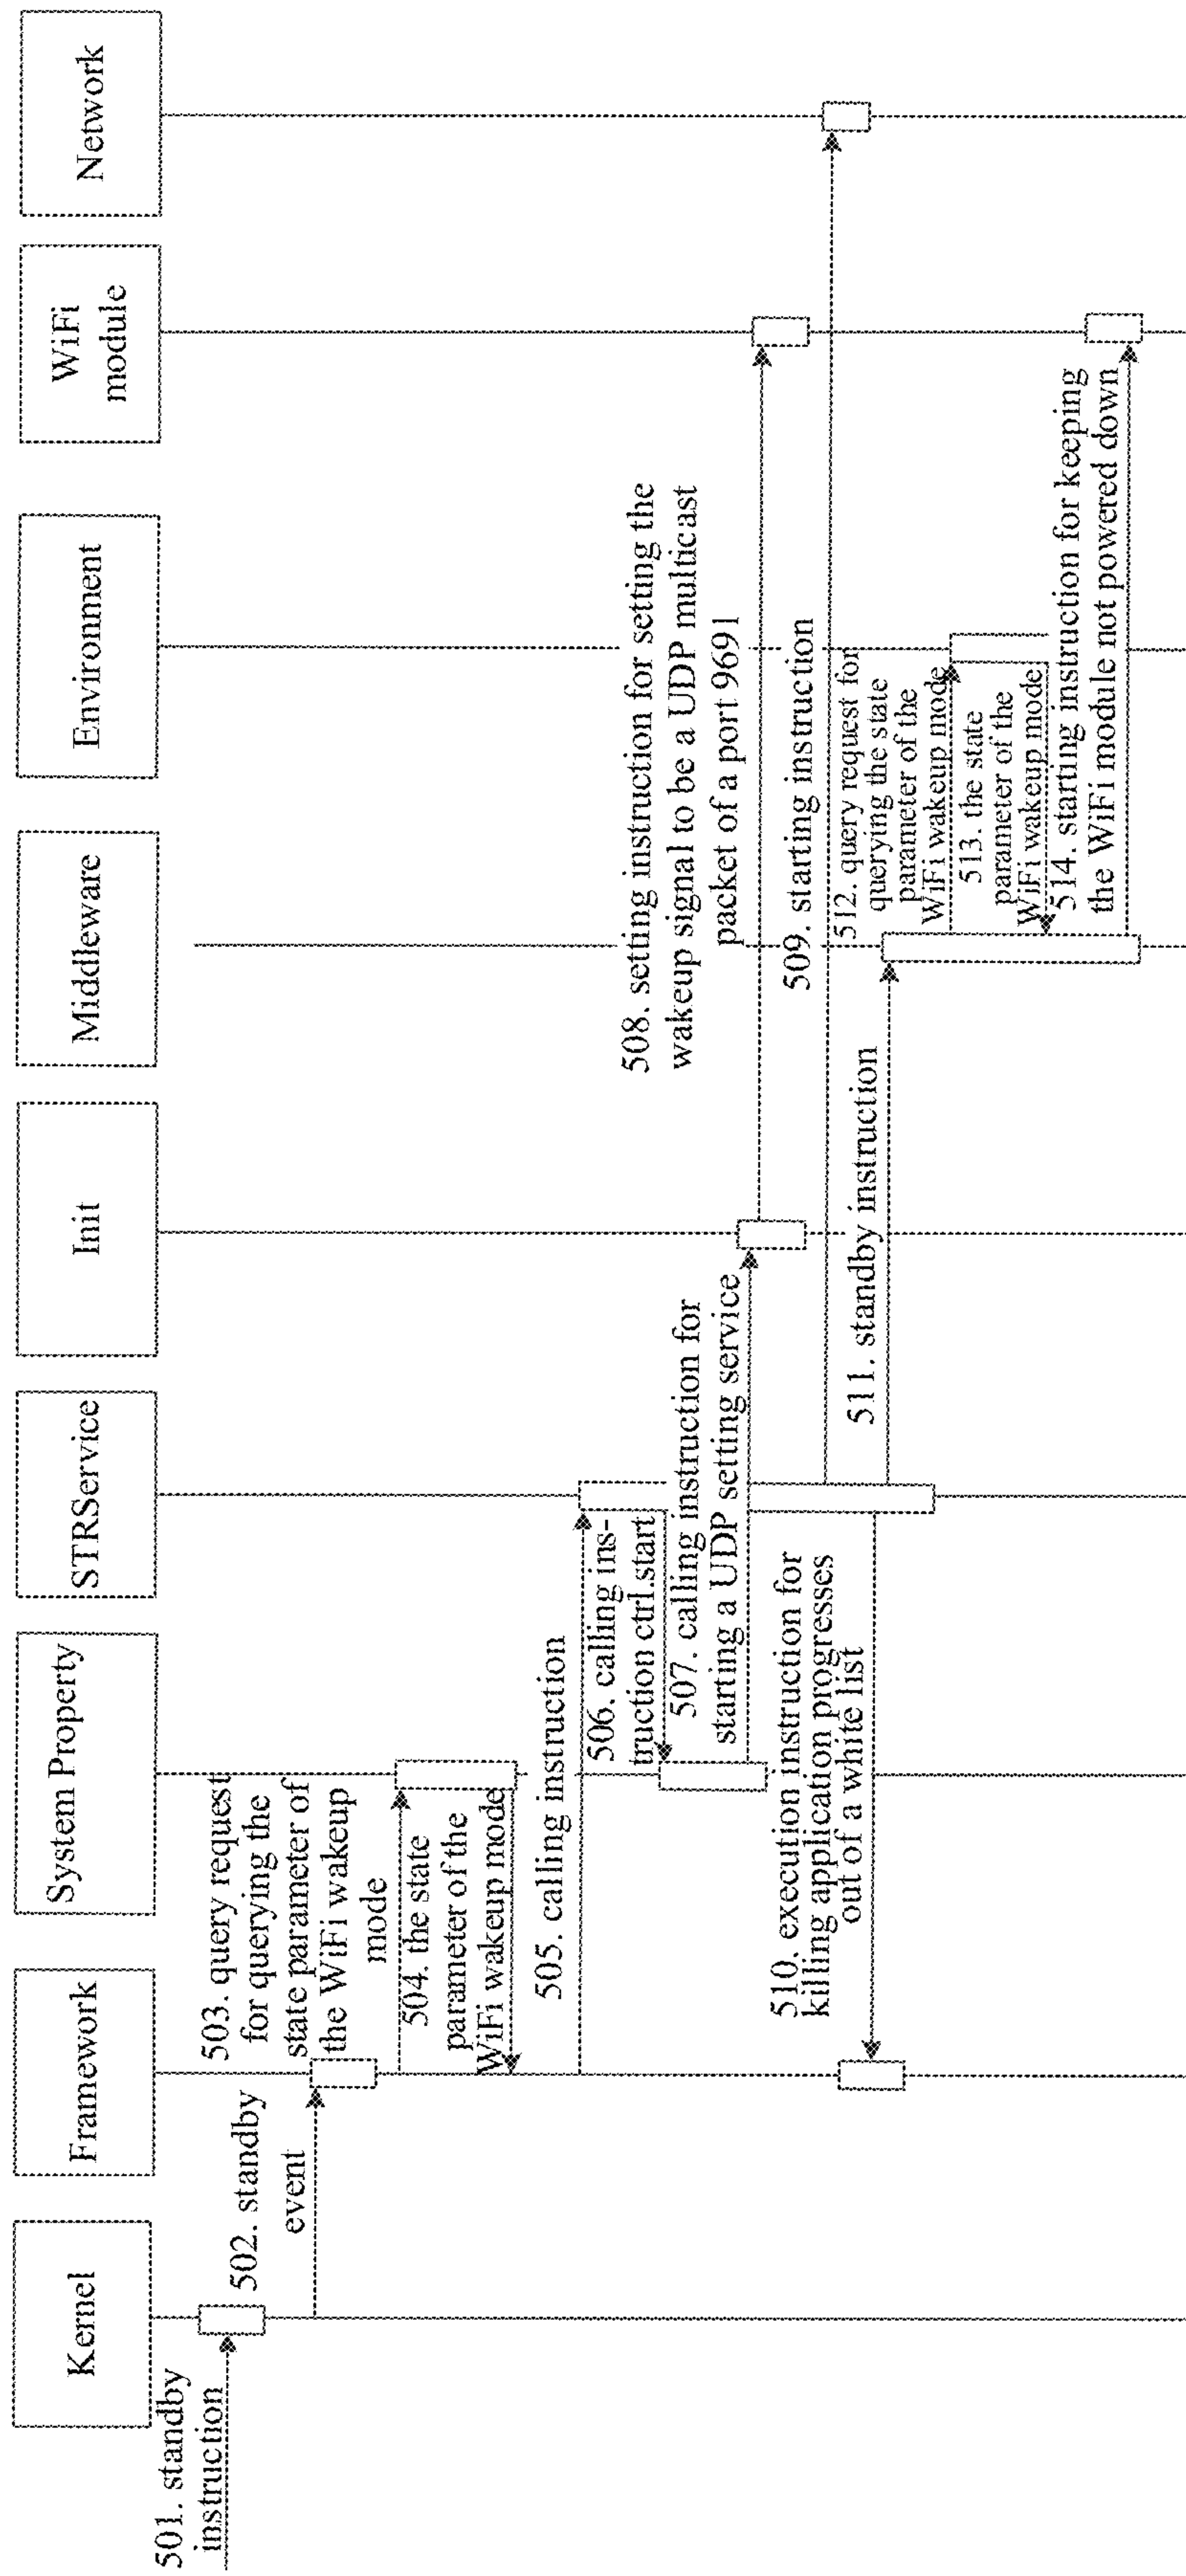 Kernel
Framework
System Property
STRService
Init
Middleware
Environment
WiFi
module
Network
501. standby
instruction
502. standby
event
503. query request
for querying the
state parameter of
the WiFi wakeup
mode
504. the state
parameter of the
WiFi wakeup mode
505. calling instruction
506. calling ins-
truction ctrl.start
507. calling instruction for
starting a UDP setting service
508. setting instruction for setting the
wakeup signal to be a UDP multicast
packet of a port 9691
509. starting instruction
510. execution instruction for
killing application progresses
out of a white list
511. standby instruction
512. query request for
querying the state
parameter of the
WiFi wakeup mode
513. the state
parameter of the
WiFi wakeup mode
514. starting instruction for keeping
the WiFi module not powered down